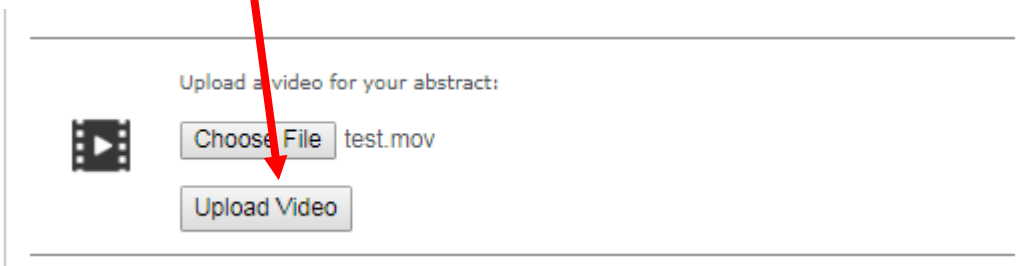 Upload a video for your abstract:
Choose File test.mov
Upload Video